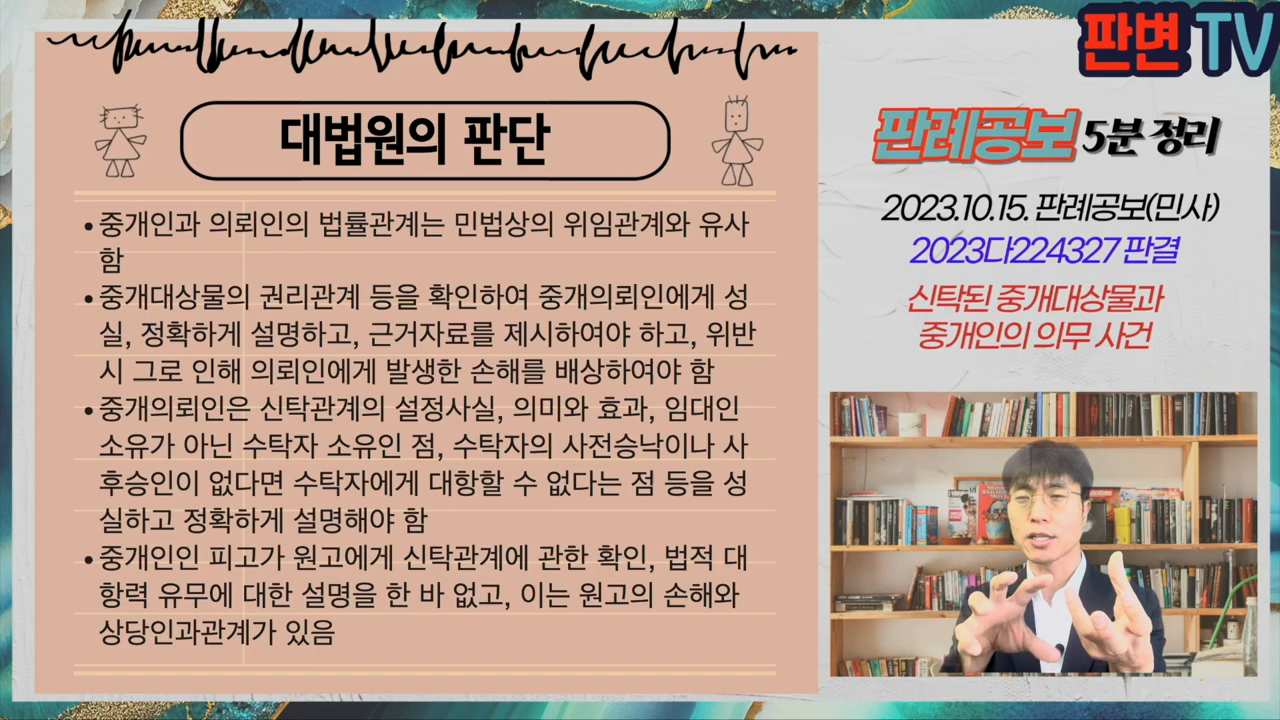 판변 TV
대법원의 판단
• 중개인과 의뢰인의 법률관계는 민법상의 위임관계와 유사
함
• 중개대상물의 권리관계 등을 확인하여 중개의뢰인에게 성
실, 정확하게 설명하고, 근거자료를 제시하여야 하고, 위반
시 그로 인해 의뢰인에게 발생한 손해를 배상하여야 함
• 중개의뢰인은 신탁관계의 설정사실, 의미와 효과, 임대인
소유가 아닌 수탁자 소유인 점, 수탁자의 사전승낙이나 사
후승인이 없다면 수탁자에게 대항할 수 없다는 점 등을 성
실하고 정확하게 설명해야 함
• 중개인인 피고가 원고에게 신탁관계에 관한 확인, 법적 대
항력 유무에 대한 설명을 한 바 없고, 이는 원고의 손해와
상당인과관계가 있음
판례공보 5분 정리
2023.10.15. 판례공보(민사)
2023다224327 판결
신탁된 중개대상물과
중개인의 의무 사건